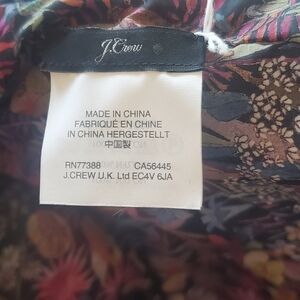 J.Crew
MADE IN CHINA
FABRIQUÉ EN CHINE
IN CHINA HERGESTELLT
中国製
RN77388 CA56445
J.CREW U.K. Ltd EC4V 6JA